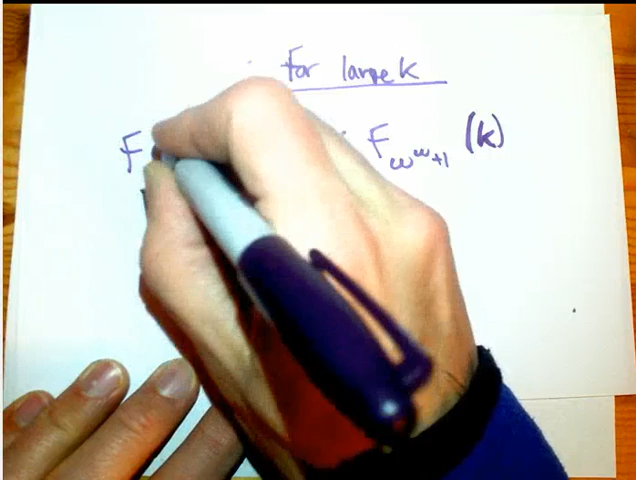 For large k
F F_{ω^ω+1} (k)